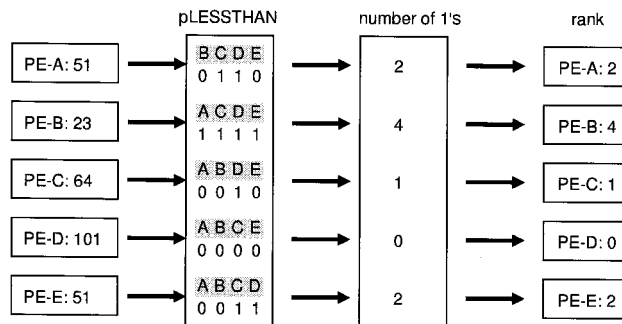 pLESSTHAN number of 1's rank
PE-A: 51 B C D E 2 PE-A: 2
0 1 1 0
PE-B: 23 A C D E 4 PE-B: 4
1 1 1 1
PE-C: 64 A B D E 1 PE-C: 1
0 0 1 0
PE-D: 101 A B C E 0 PE-D: 0
0 0 0 0
PE-E: 51 A B C D 2 PE-E: 2
0 0 1 1